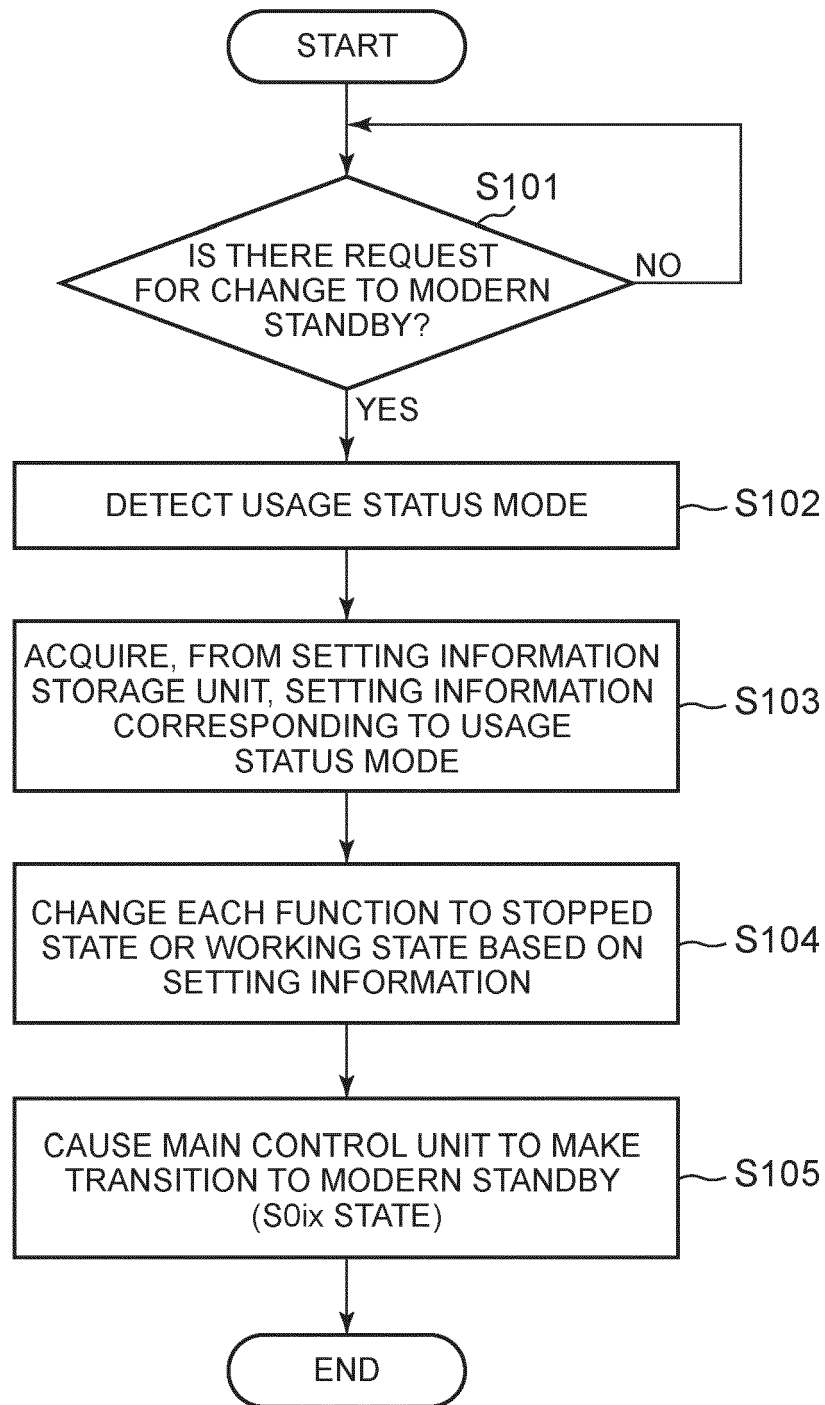 START
S101
IS THERE REQUEST
FOR CHANGE TO MODERN
STANDBY?
NO
YES
DETECT USAGE STATUS MODE
S102
ACQUIRE, FROM SETTING INFORMATION
STORAGE UNIT, SETTING INFORMATION
CORRESPONDING TO USAGE
STATUS MODE
S103
CHANGE EACH FUNCTION TO STOPPED
STATE OR WORKING STATE BASED ON
SETTING INFORMATION
S104
CAUSE MAIN CONTROL UNIT TO MAKE
TRANSITION TO MODERN STANDBY
(S0ix STATE)
S105
END